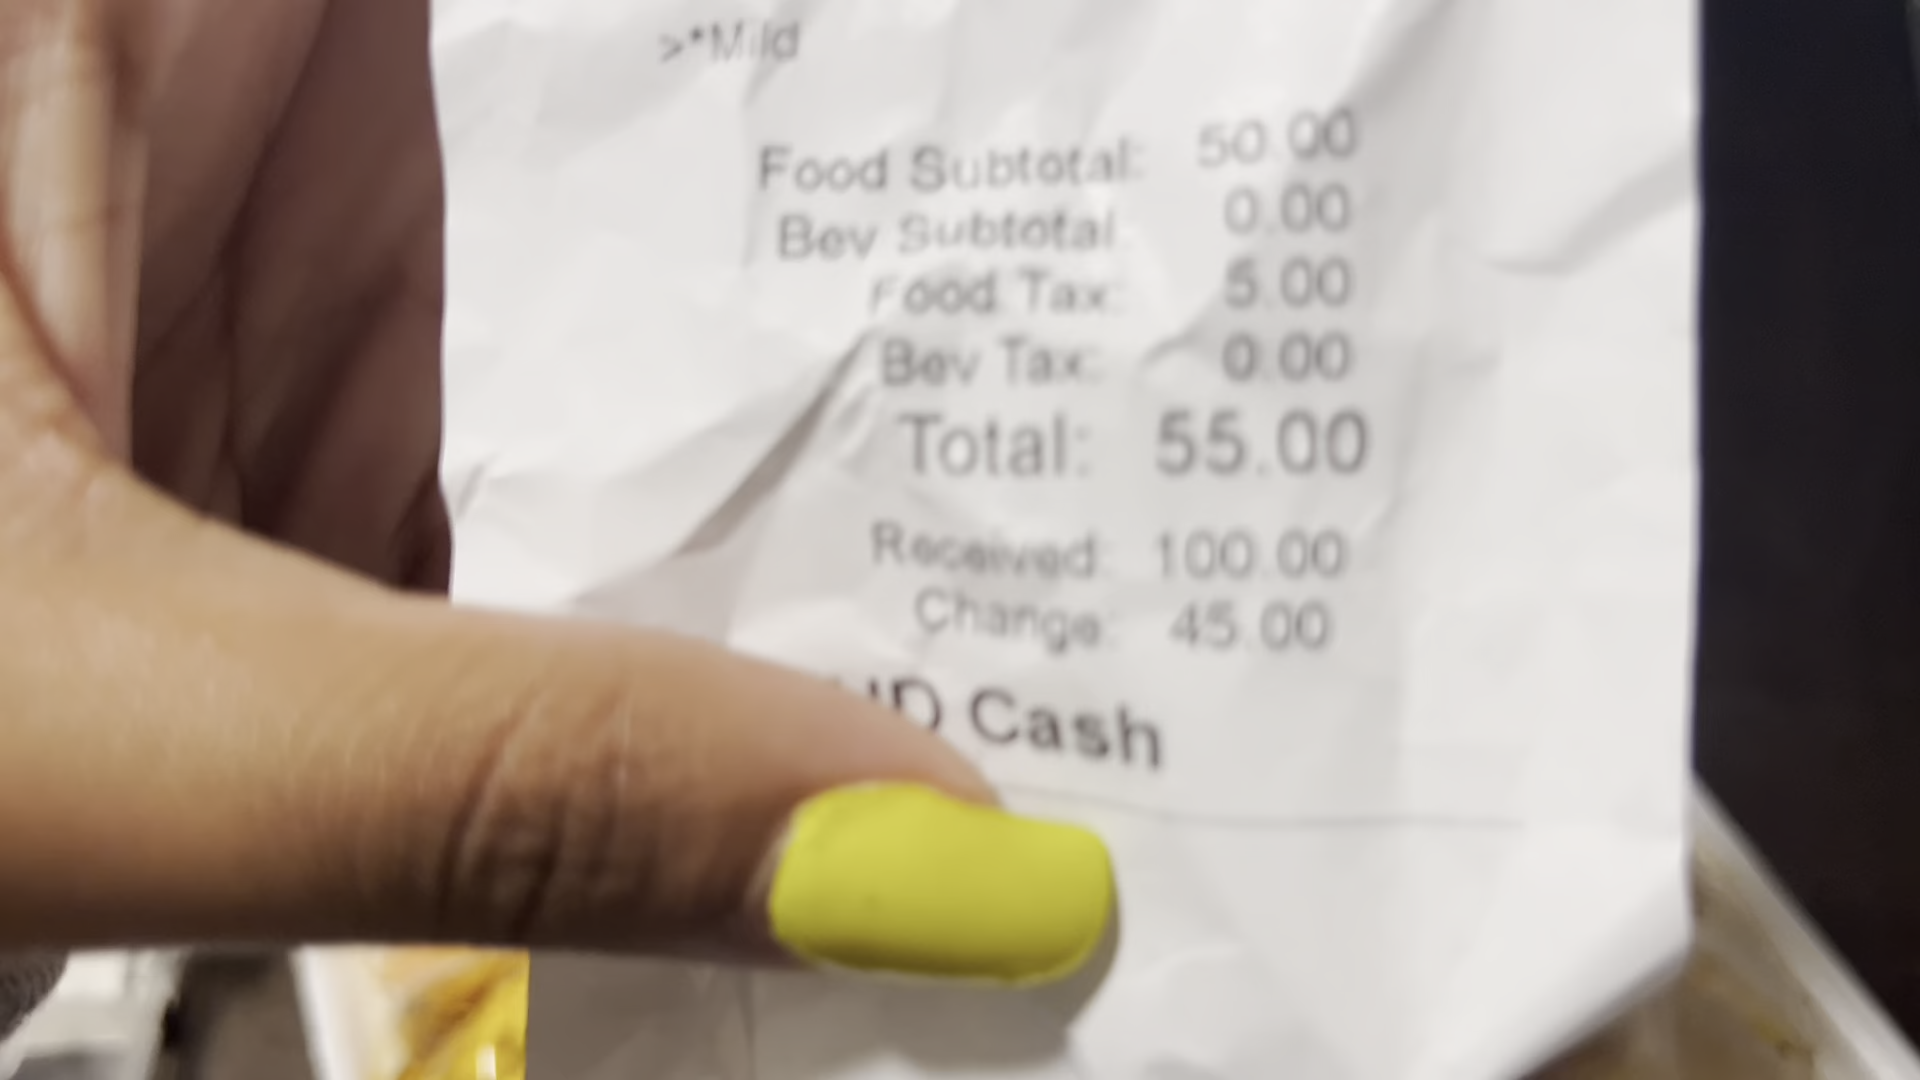 >*Mild
Food Subtotal: 50.00
Bev Subtotal: 0.00
Food Tax: 5.00
Bev Tax: 0.00
Total: 55.00
Received: 100.00
Change: 45.00
Cash